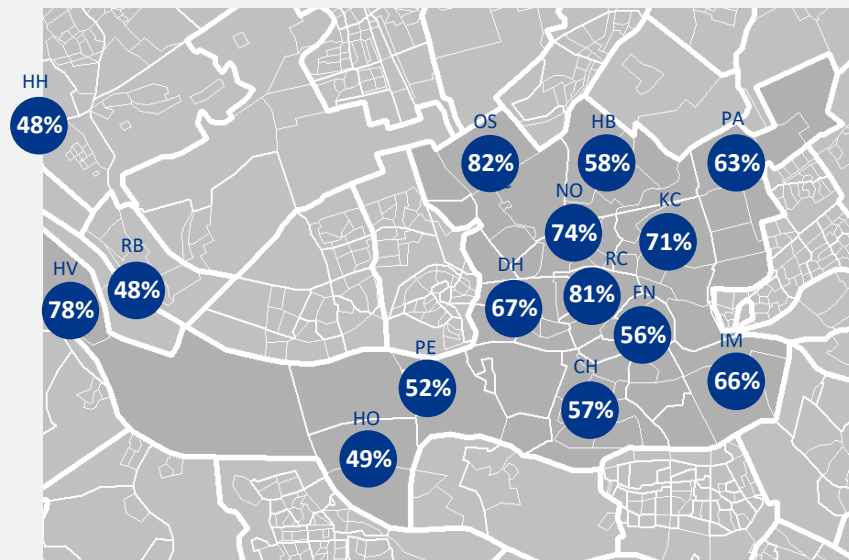 HH
48%
OS
82%
HB
58%
PA
63%
NO
74%
KC
71%
RB
48%
HV
78%
DH
67%
RC
81%
FN
56%
PE
52%
CH
57%
IM
66%
HO
49%